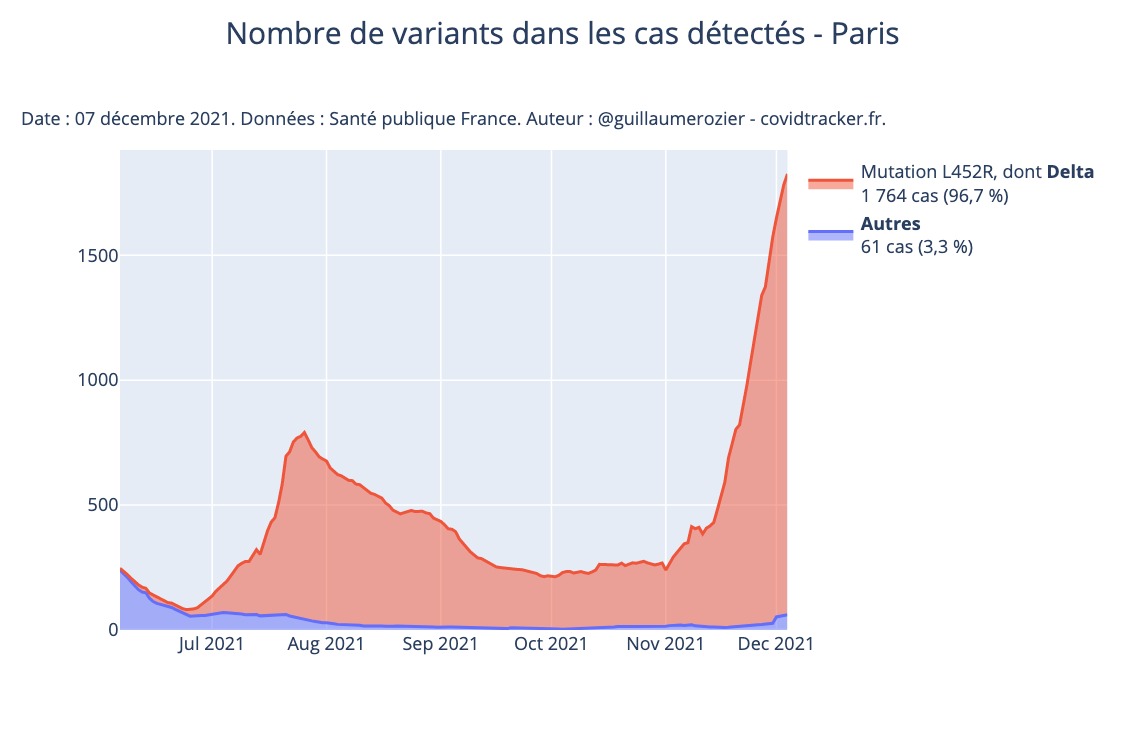 Nombre de variants dans les cas détectés - Paris
Date : 07 décembre 2021. Données : Santé publique France. Auteur : @guillaumerozier - covidtracker.fr.
Mutation L452R, dont Delta
1 764 cas (96,7 %)
Autres
61 cas (3,3 %)
1500
1000
500
0
Jul 2021 Aug 2021 Sep 2021 Oct 2021 Nov 2021 Dec 2021